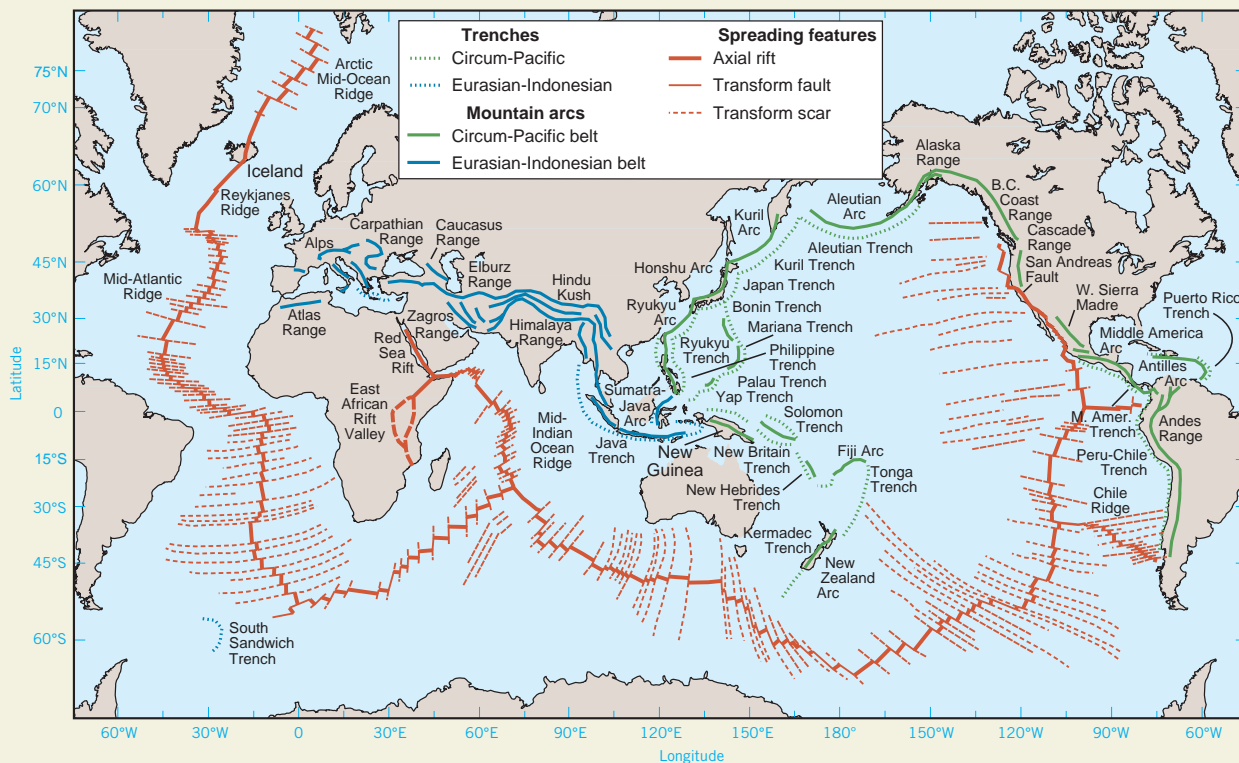 Trenches
Circum-Pacific
Eurasian-Indonesian
Mountain arcs
Circum-Pacific belt
Eurasian-Indonesian belt
Spreading features
Axial rift
Transform fault
Transform scar
75°N
70°N
60°N
45°N
30°N
15°N
0
15°S
30°S
45°S
60°S
Latitude
Arctic
Mid-Ocean
Ridge
Iceland
Reykjanes
Ridge
Mid-Atlantic
Ridge
Alps
Carpathian
Range
Caucasus
Range
Elburz
Range
Hindu
Kush
Atlas
Range
Red
Sea
Rift
Zagros
Range
Himalaya
Range
East
African
Rift
Valley
Mid-
Indian
Ocean
Ridge
South
Sandwich
Trench
Java
Trench
Sumatra-
Java
Arc
New
Guinea
Kuril
Arc
Honshu Arc
Ryukyu
Arc
Ryukyu
Trench
Aleutian
Arc
Aleutian Trench
Kuril Trench
Japan Trench
Bonin Trench
Mariana Trench
Philippine
Trench
Palau Trench
Yap Trench
Solomon
Trench
New Britain
Trench
Fiji Arc
Tonga
Trench
New Hebrides
Trench
Kermadec
Trench
New
Zealand
Arc
Alaska
Range
B.C.
Coast
Range
Cascade
Range
San Andreas
Fault
W. Sierra
Madre
Puerto Rico
Trench
Middle America
Arc
Antilles
Arc
M. Amer.
Trench
Andes
Range
Peru-Chile
Trench
Chile
Ridge
60°W
30°W
0
30°E
60°E
90°E
120°E
150°E
180°
150°W
120°W
90°W
60°W
Longitude